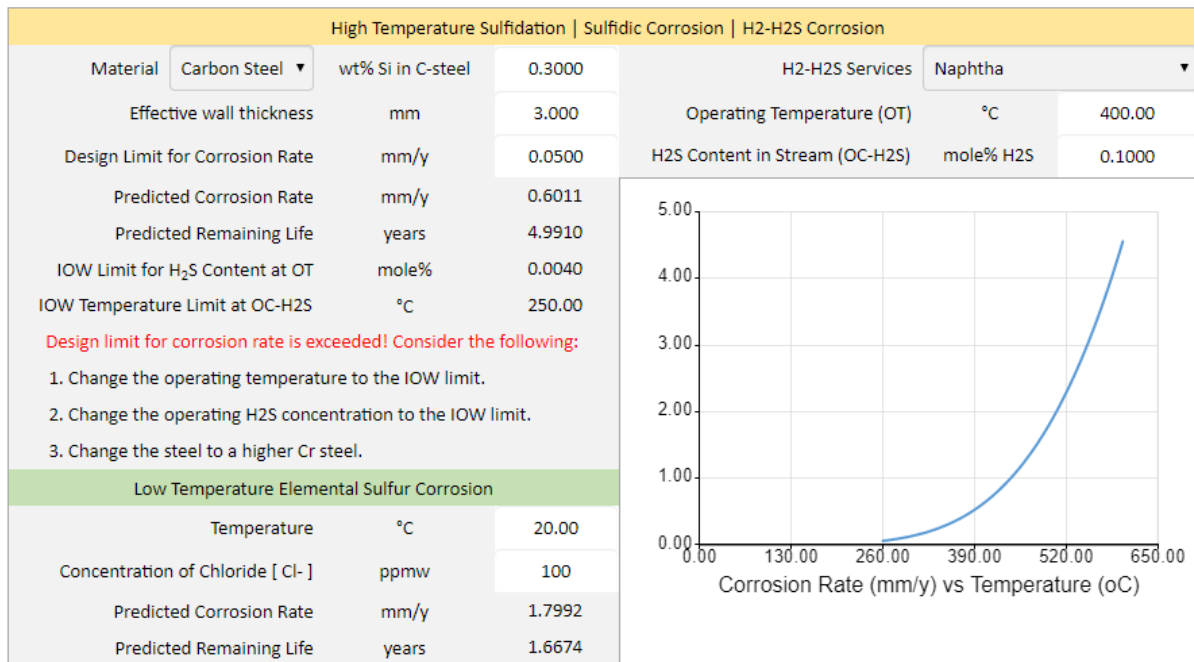 High Temperature Sulfidation | Sulfidic Corrosion | H2-H2S Corrosion
Material Carbon Steel ▼ wt% Si in C-steel 0.3000
H2-H2S Services Naphtha ▼
Effective wall thickness mm 3.000
Operating Temperature (OT) °C 400.00
Design Limit for Corrosion Rate mm/y 0.0500
H2S Content in Stream (OC-H2S) mole% H2S 0.1000
Predicted Corrosion Rate mm/y 0.6011
Predicted Remaining Life years 4.9910
IOW Limit for H₂S Content at OT mole% 0.0040
IOW Temperature Limit at OC-H2S °C 250.00
Design limit for corrosion rate is exceeded! Consider the following:
1. Change the operating temperature to the IOW limit.
2. Change the operating H2S concentration to the IOW limit.
3. Change the steel to a higher Cr steel.
Low Temperature Elemental Sulfur Corrosion
Temperature °C 20.00
Concentration of Chloride [ Cl- ] ppmw 100
Predicted Corrosion Rate mm/y 1.7992
Predicted Remaining Life years 1.6674
5.00
4.00
3.00
2.00
1.00
0.00
0.00 130.00 260.00 390.00 520.00 650.00
Corrosion Rate (mm/y) vs Temperature (oC)